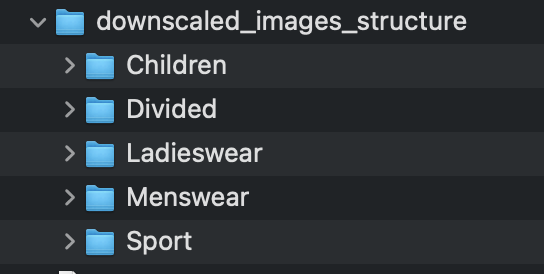 downscaled_images_structure
Children
Divided
Ladieswear
Menswear
Sport